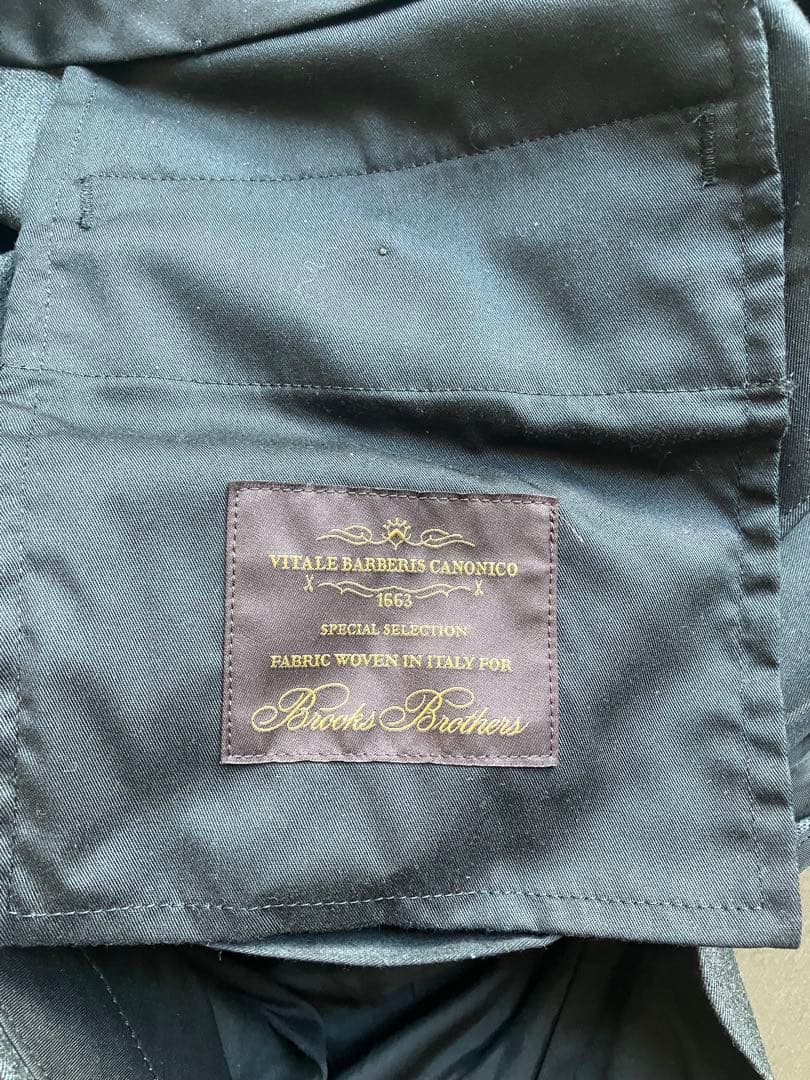 VITALE BARBERIS CANONICO
1663
SPECIAL SELECTION
FABRIC WOVEN IN ITALY FOR
Brooks Brothers